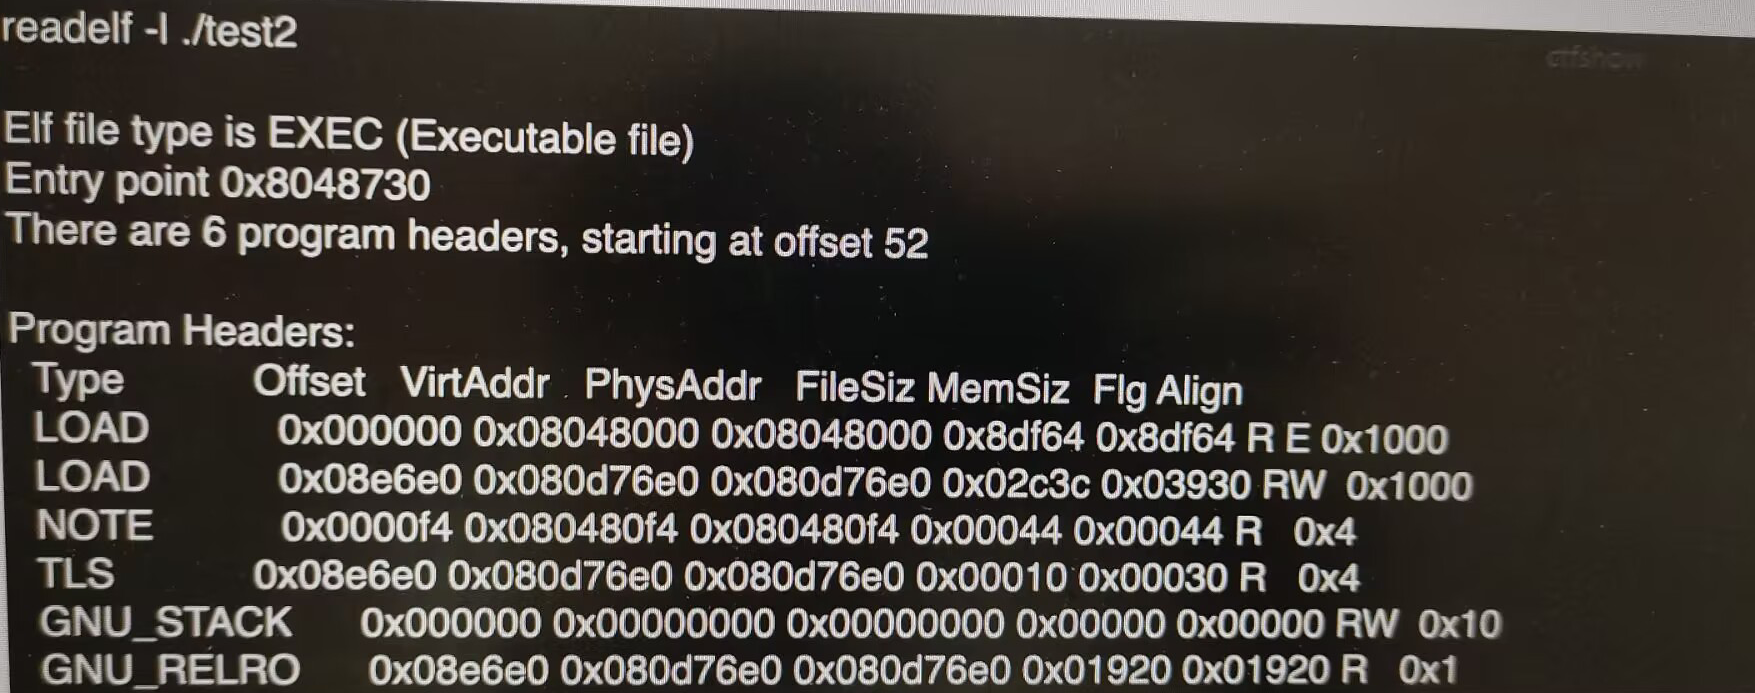 readelf -l ./test2
ctfshow
Elf file type is EXEC (Executable file)
Entry point 0x8048730
There are 6 program headers, starting at offset 52
Program Headers:
Type Offset VirtAddr PhysAddr FileSiz MemSiz Flg Align
LOAD 0x000000 0x08048000 0x08048000 0x8df64 0x8df64 R E 0x1000
LOAD 0x08e6e0 0x080d76e0 0x080d76e0 0x02c3c 0x03930 RW 0x1000
NOTE 0x0000f4 0x080480f4 0x080480f4 0x00044 0x00044 R 0x4
TLS 0x08e6e0 0x080d76e0 0x080d76e0 0x00010 0x00030 R 0x4
GNU_STACK 0x000000 0x00000000 0x00000000 0x00000 0x00000 RW 0x10
GNU_RELRO 0x08e6e0 0x080d76e0 0x080d76e0 0x01920 0x01920 R 0x1